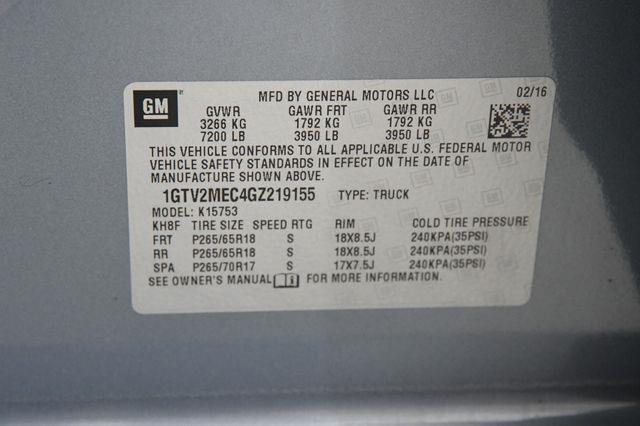 GM
MFD BY GENERAL MOTORS LLC 02/16
GVWR GAWR FRT GAWR RR
3266 KG 1792 KG 1792 KG
7200 LB 3950 LB 3950 LB
THIS VEHICLE CONFORMS TO ALL APPLICABLE U.S. FEDERAL MOTOR
VEHICLE SAFETY STANDARDS IN EFFECT ON THE DATE OF
MANUFACTURE SHOWN ABOVE.
1GTV2MEC4GZ219155 TYPE: TRUCK
MODEL: K15753
KH8F TIRE SIZE SPEED RTG RIM COLD TIRE PRESSURE
FRT P265/65R18 S 18X8.5J 240KPA(35PSI)
RR P265/65R18 S 18X8.5J 240KPA(35PSI)
SPA P265/70R17 S 17X7.5J 240KPA(35PSI)
SEE OWNER'S MANUAL FOR MORE INFORMATION.